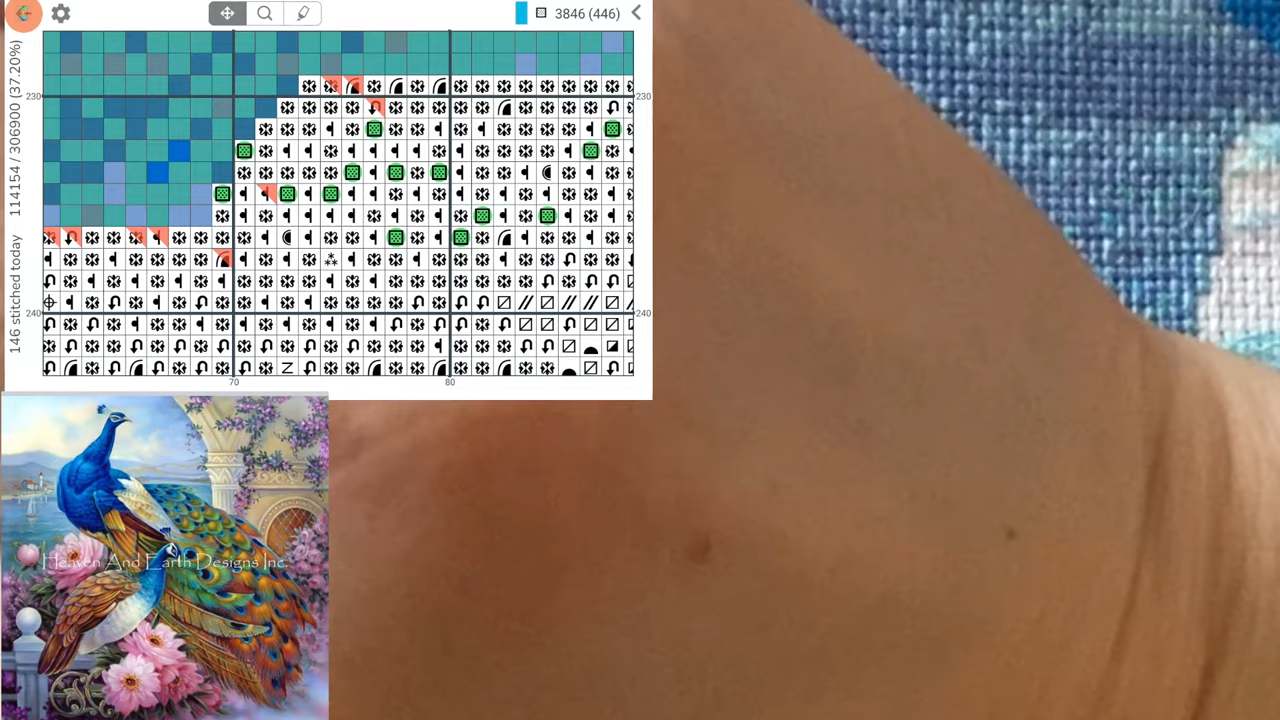 3846 (446)
146 stitched today 114154 / 306900 (37.20%)
230 230
240 240
70 80
Heaven And Earth Designs Inc.